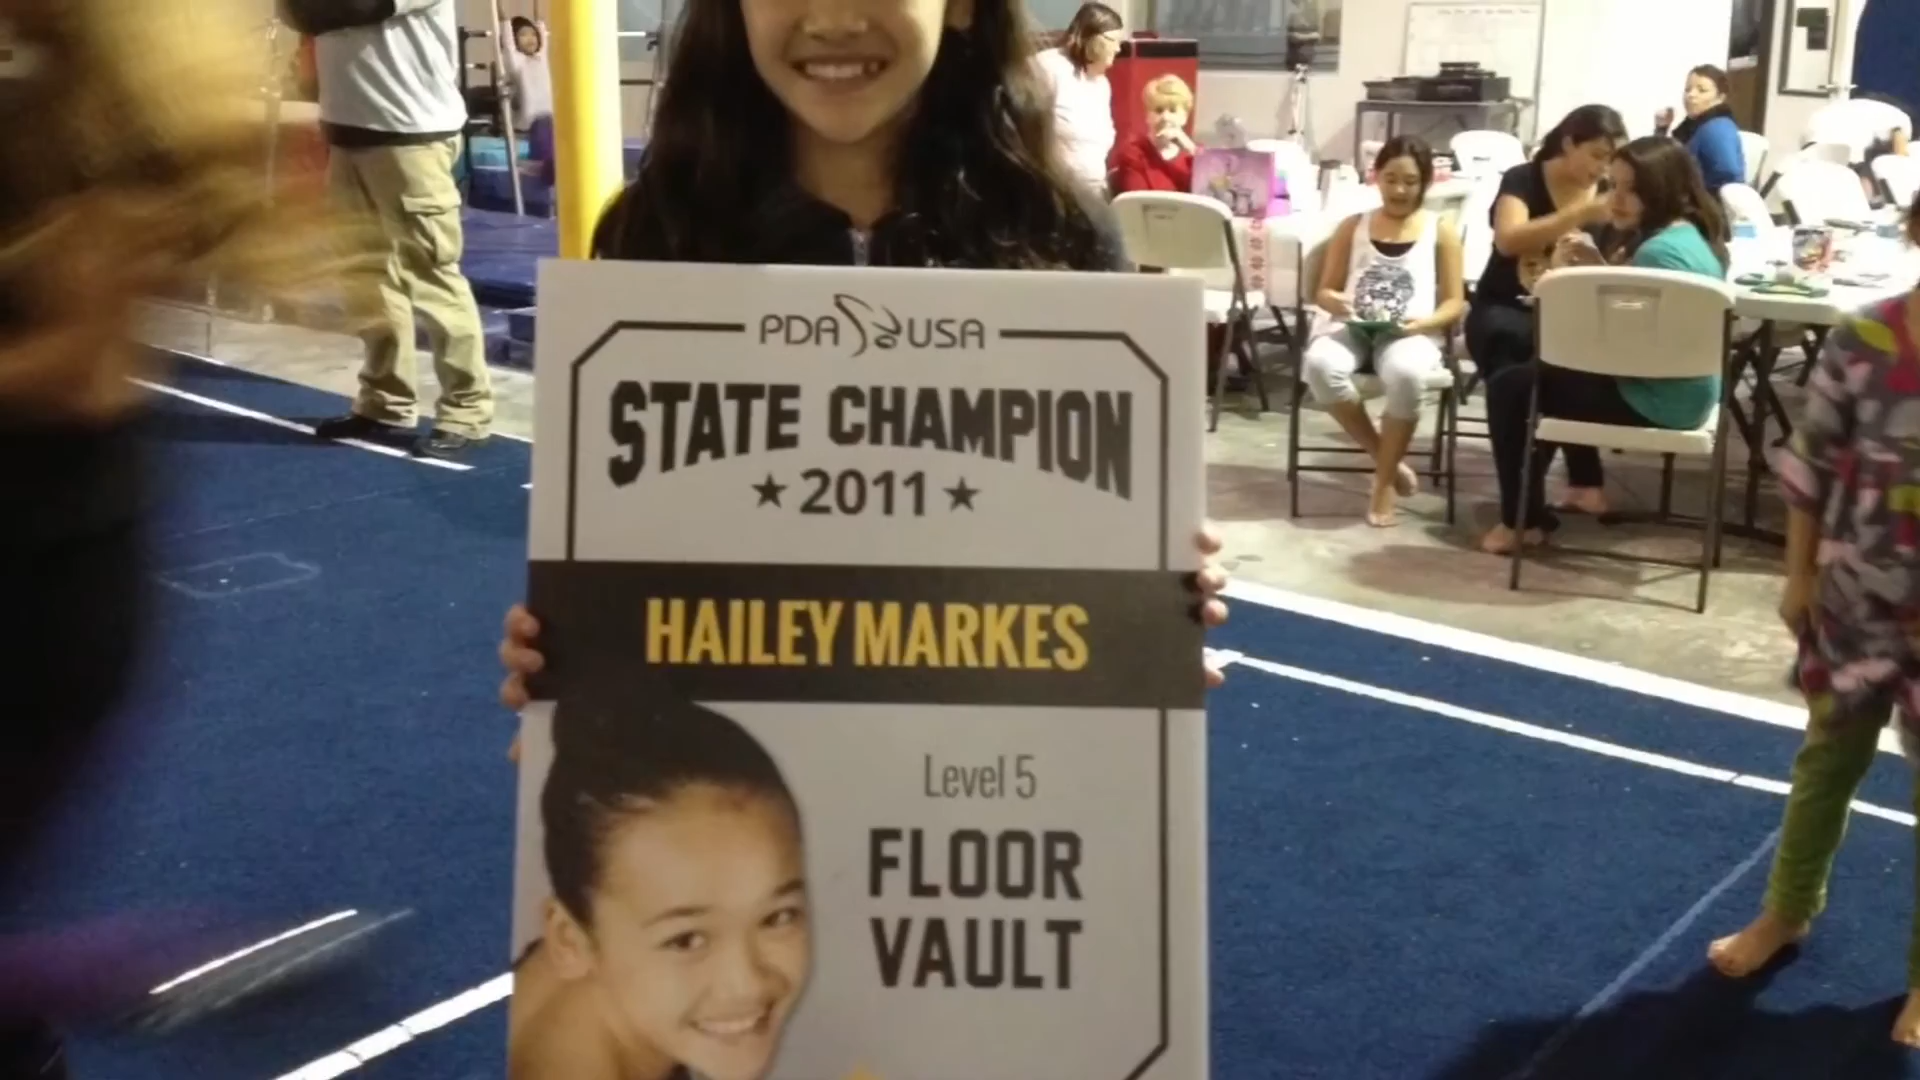 PDA USA
STATE CHAMPION
★ 2011 ★
HAILEY MARKES
Level 5
FLOOR
VAULT